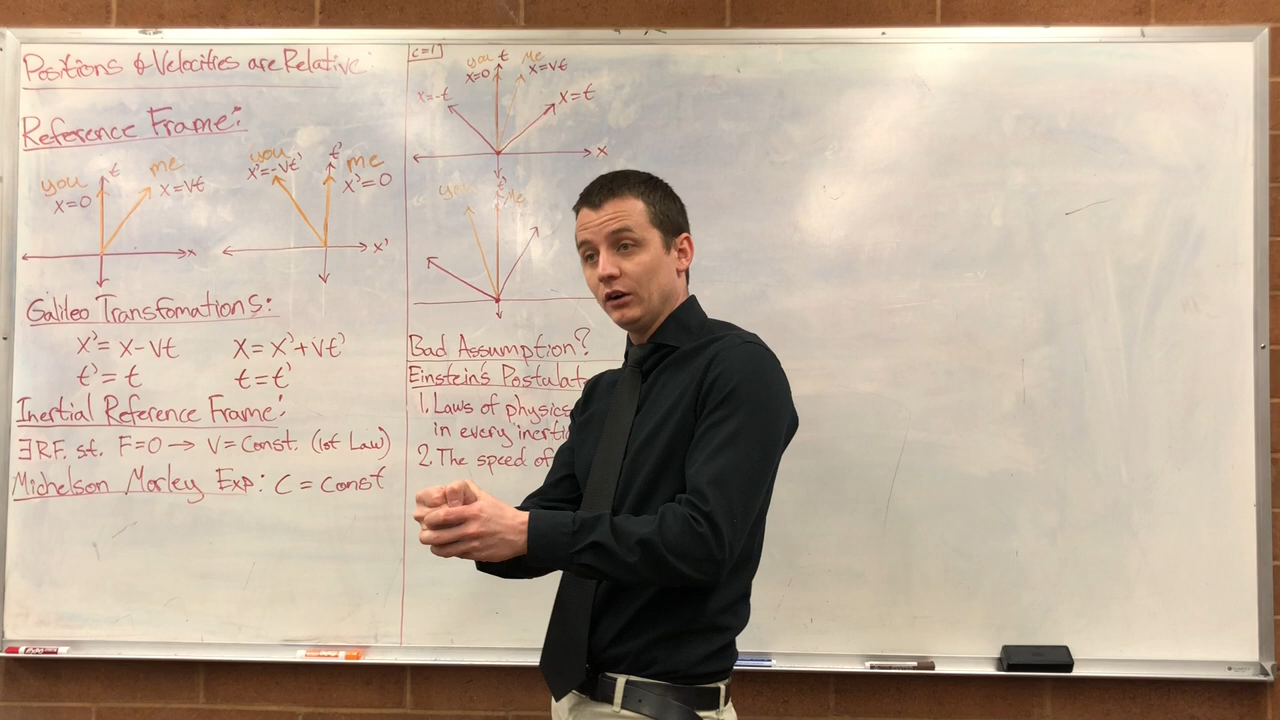 Positions & Velocities are Relative:
Reference Frame:
you t me
x=0 x=vt
x
you t' me
x'=-vt' x'=0
x'
Galileo Transfomations:
x'=x-vt x=x'+vt'
t'=t t=t'
Inertial Reference Frame:
∃R.F. st. F=0 → V=Const. (1st Law)
Michelson Morley Exp: C = Const
c=1
you t Me
x=0 x=vt
x=-t x=t
x
you t' Me
Bad Assumption?
Einstein's Postulat
1. Laws of physics
in every inerti
2. The speed of